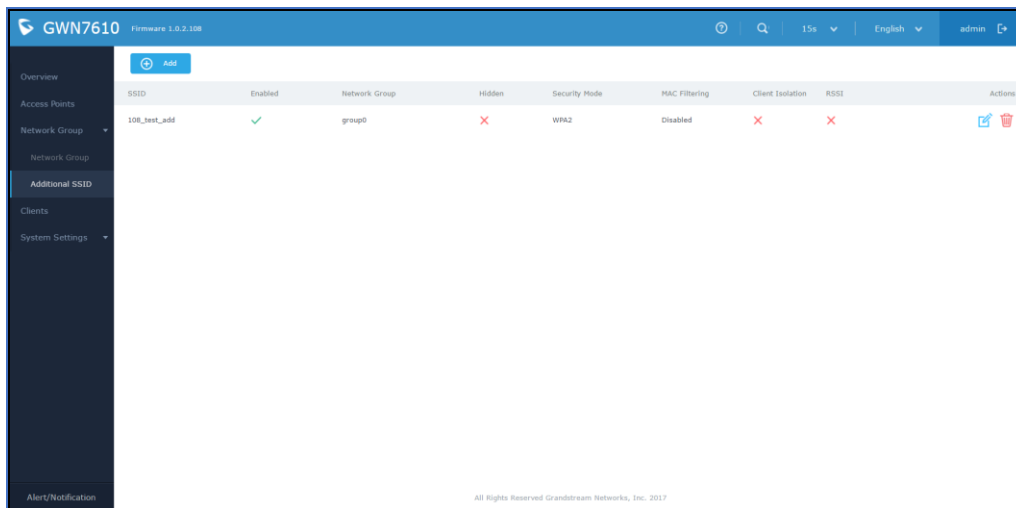 GWN7610 Firmware 1.0.2.108 15s English admin
Add
Overview
Access Points
Network Group
Network Group
Additional SSID
Clients
System Settings
Alert/Notification
SSID Enabled Network Group Hidden Security Mode MAC Filtering Client Isolation RSSI Actions
108_test_add group0 WPA2 Disabled
All Rights Reserved Grandstream Networks, Inc. 2017